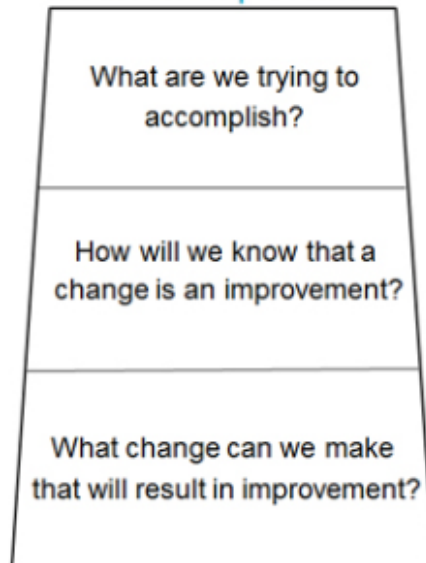 What are we trying to
accomplish?
How will we know that a
change is an improvement?
What change can we make
that will result in improvement?